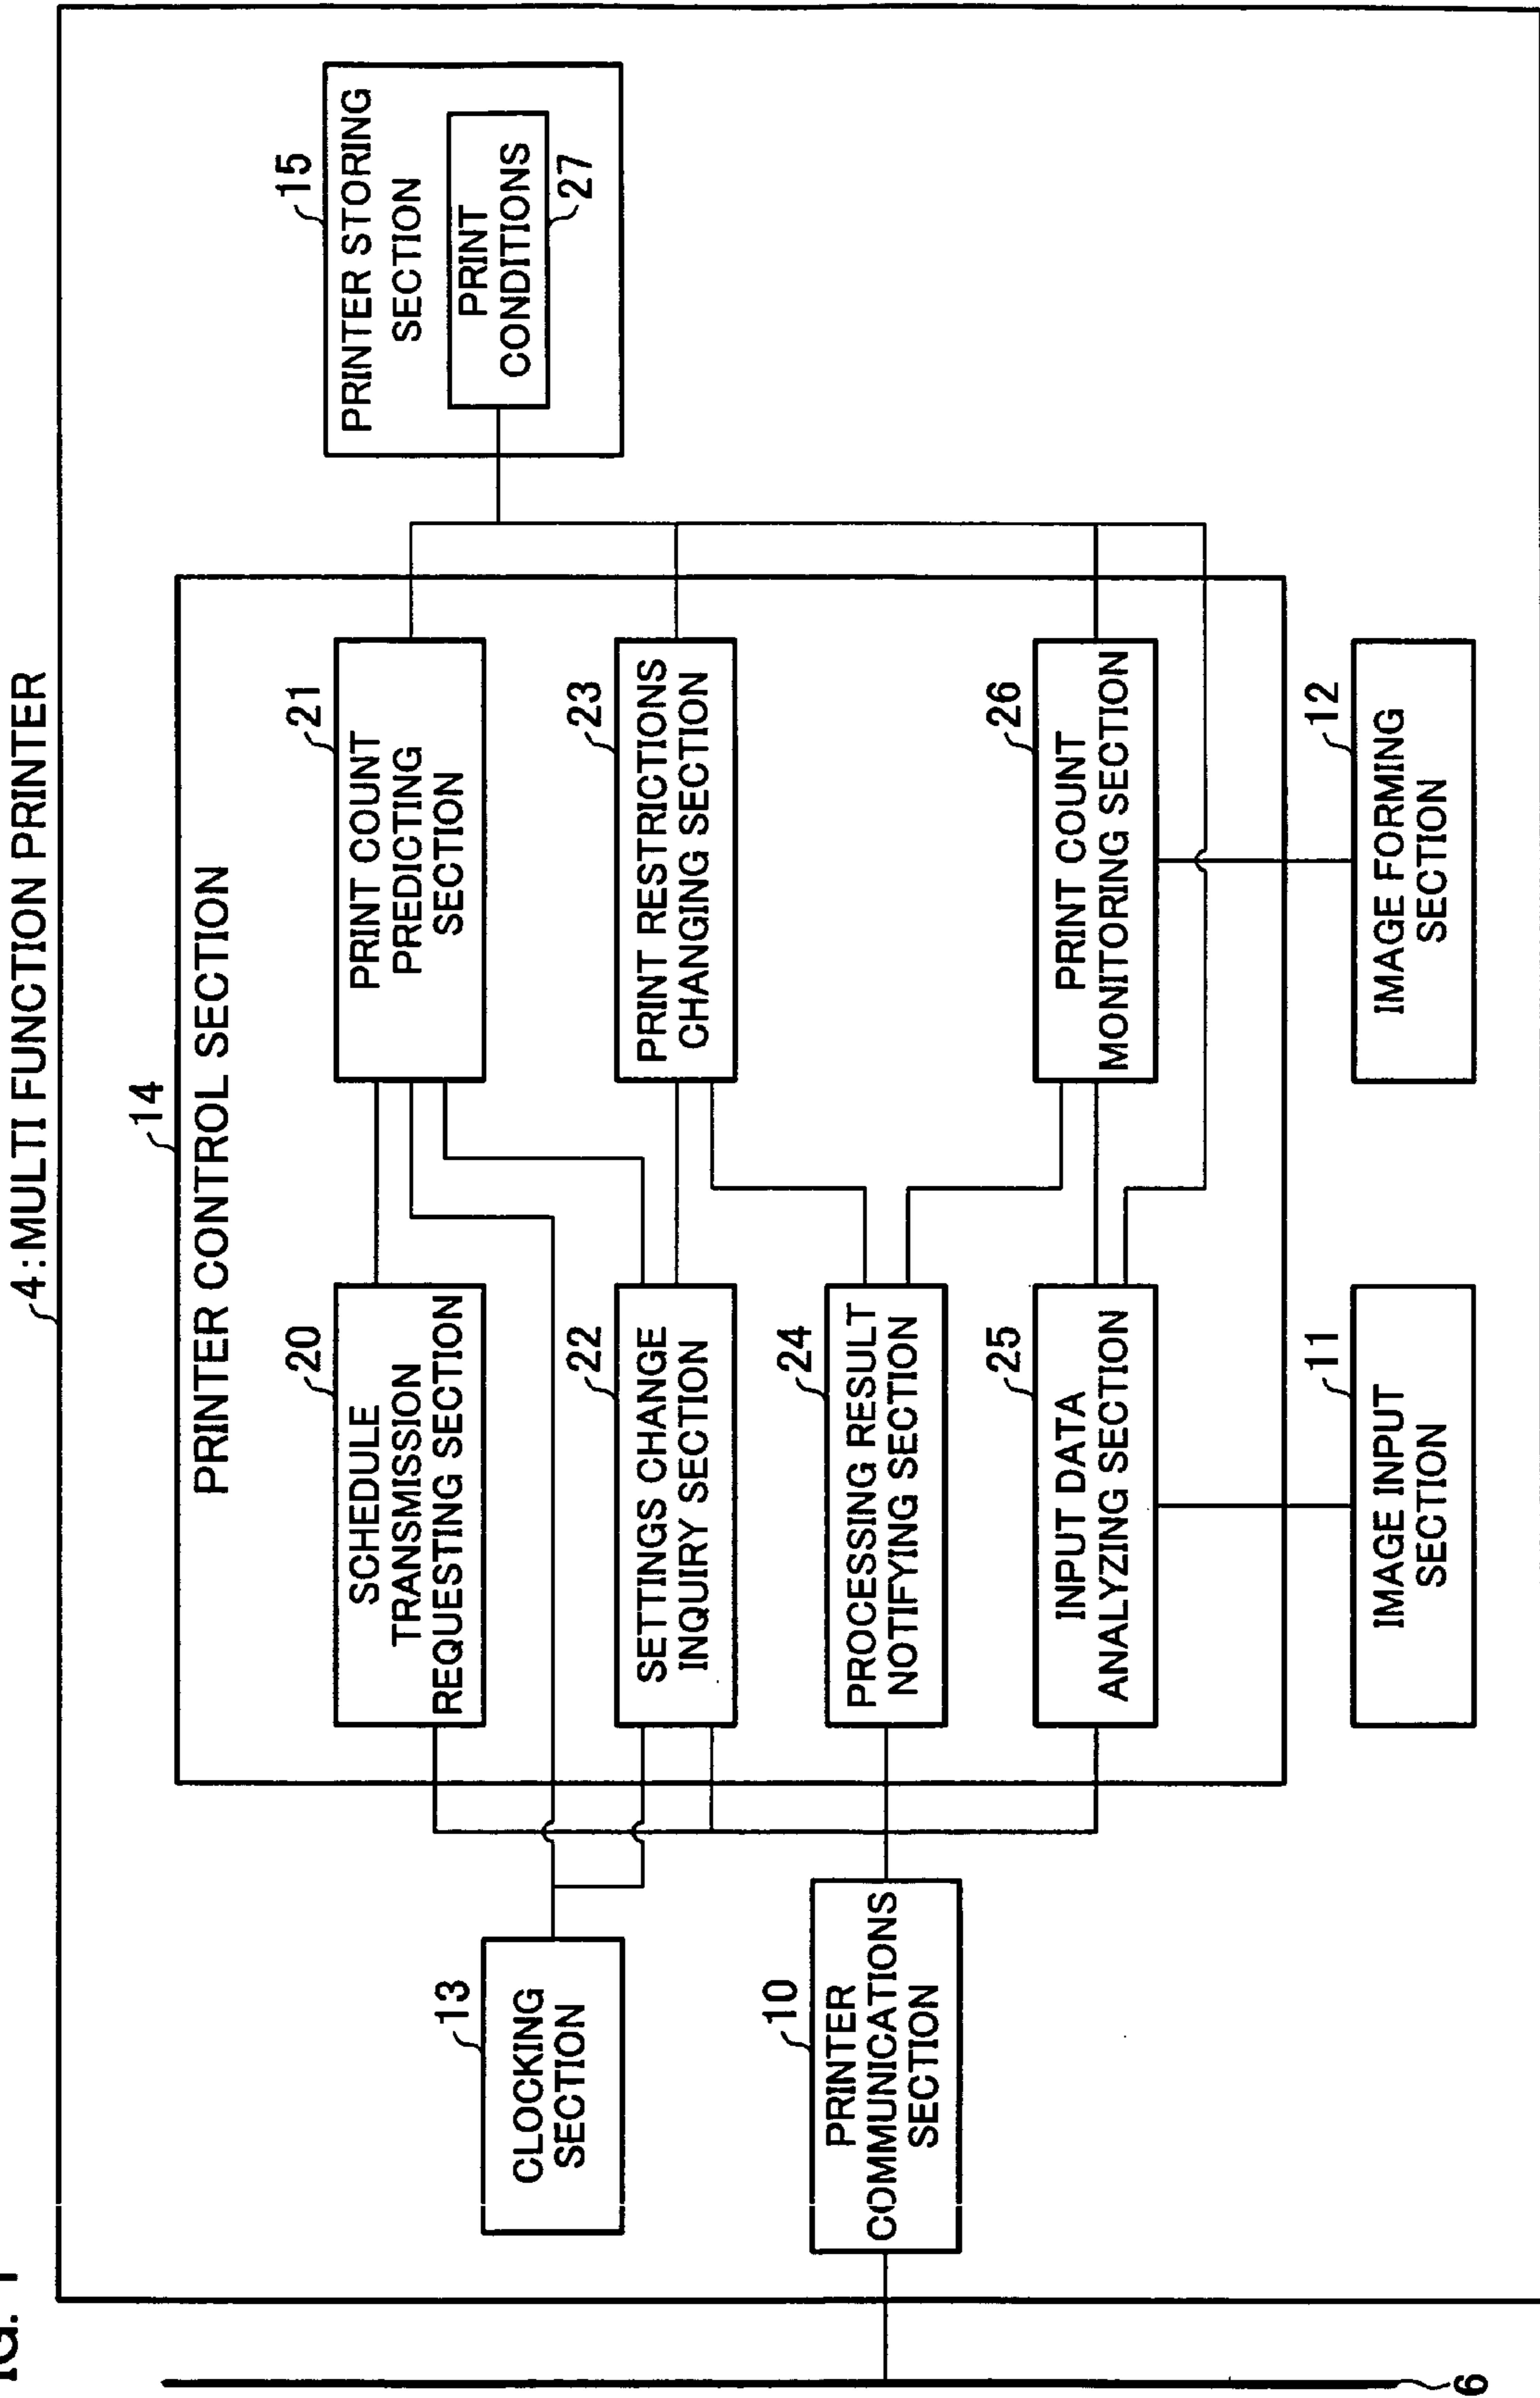 FIG. 1
4:MULTI FUNCTION PRINTER
14
PRINTER CONTROL SECTION
15
PRINTER STORING
SECTION
PRINT
CONDITIONS
27
20
SCHEDULE
TRANSMISSION
REQUESTING SECTION
21
PRINT COUNT
PREDICTING
SECTION
13
CLOCKING
SECTION
22
SETTINGS CHANGE
INQUIRY SECTION
23
PRINT RESTRICTIONS
CHANGING SECTION
10
PRINTER
COMMUNICATIONS
SECTION
24
PROCESSING RESULT
NOTIFYING SECTION
25
INPUT DATA
ANALYZING SECTION
26
PRINT COUNT
MONITORING SECTION
11
IMAGE INPUT
SECTION
12
IMAGE FORMING
SECTION
6